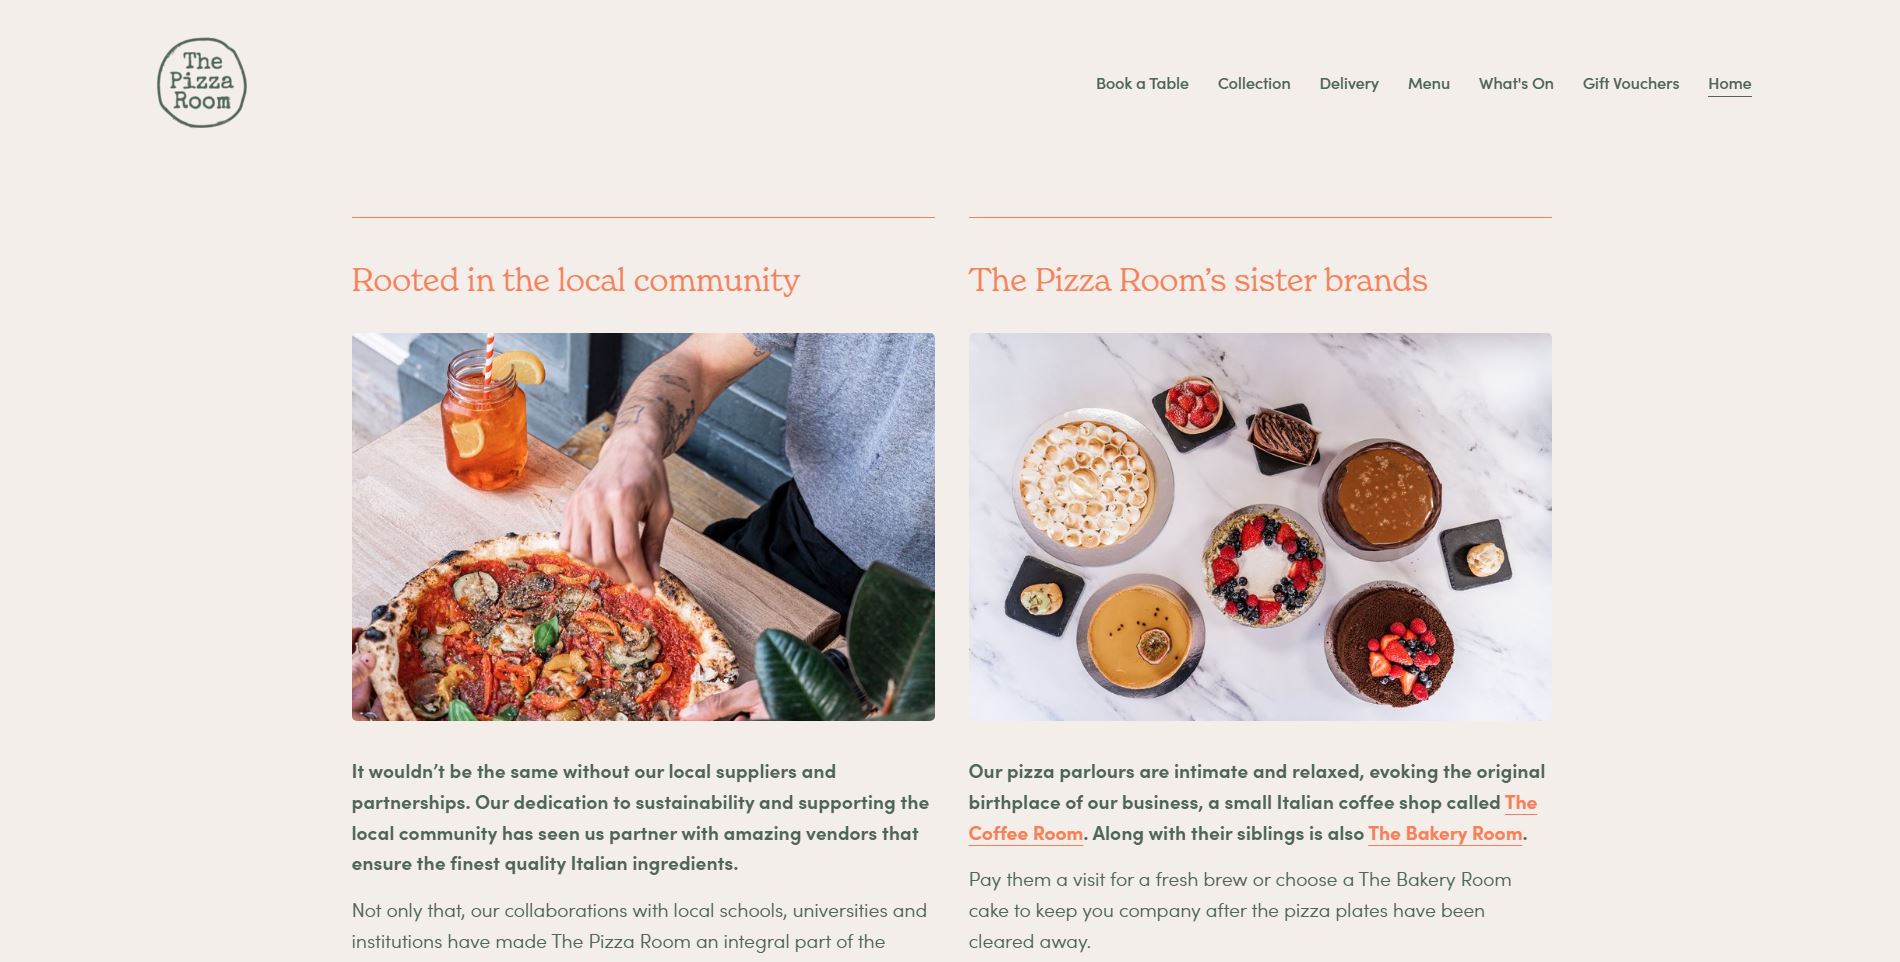 The
Pizza
Room
Book a Table
Collection
Delivery
Menu
What's On
Gift Vouchers
Home
Rooted in the local community
It wouldn’t be the same without our local suppliers and
partnerships. Our dedication to sustainability and supporting the
local community has seen us partner with amazing vendors that
ensure the finest quality Italian ingredients.
Not only that, our collaborations with local schools, universities and
institutions have made The Pizza Room an integral part of the
The Pizza Room’s sister brands
Our pizza parlours are intimate and relaxed, evoking the original
birthplace of our business, a small Italian coffee shop called The
Coffee Room. Along with their siblings is also The Bakery Room.
Pay them a visit for a fresh brew or choose a The Bakery Room
cake to keep you company after the pizza plates have been
cleared away.